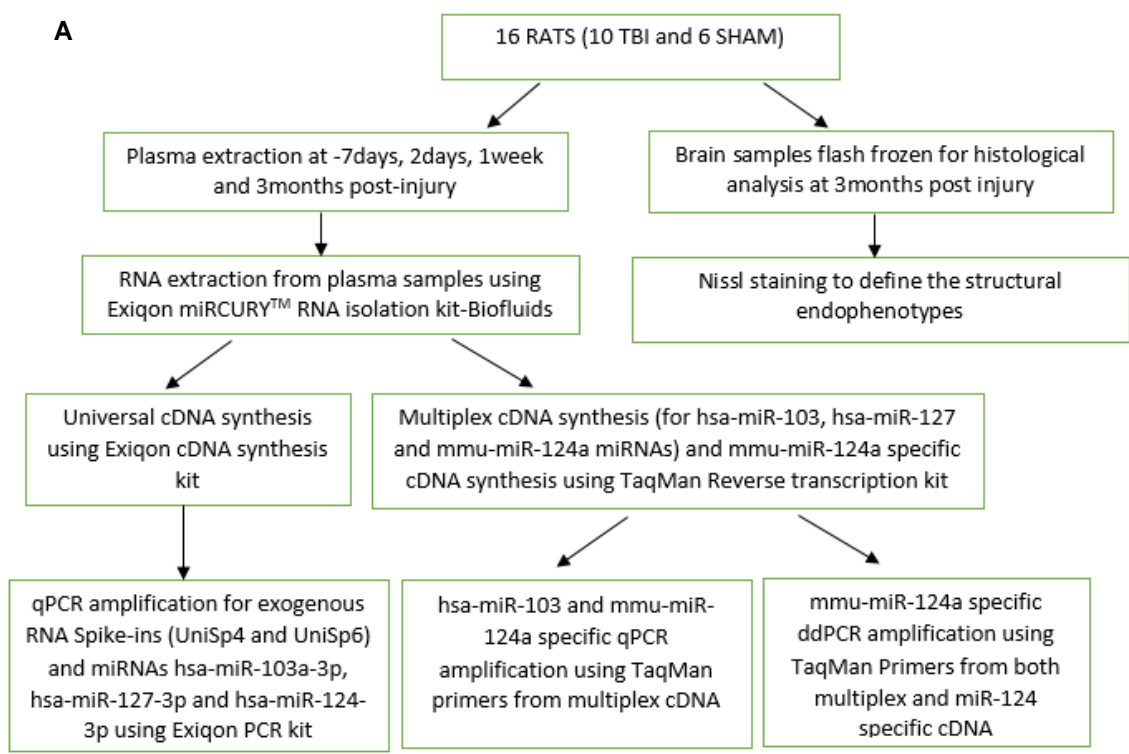 A
16 RATS (10 TBI and 6 SHAM)
Plasma extraction at -7days, 2days, 1week
and 3months post-injury
Brain samples flash frozen for histological
analysis at 3months post injury
RNA extraction from plasma samples using
Exiqon miRCURY™ RNA isolation kit-Biofluids
Nissl staining to define the structural
endophenotypes
Universal cDNA synthesis
using Exiqon cDNA synthesis
kit
Multiplex cDNA synthesis (for hsa-miR-103, hsa-miR-127
and mmu-miR-124a miRNAs) and mmu-miR-124a specific
cDNA synthesis using TaqMan Reverse transcription kit
qPCR amplification for exogenous
RNA Spike-ins (UniSp4 and UniSp6)
and miRNAs hsa-miR-103a-3p,
hsa-miR-127-3p and hsa-miR-124-
3p using Exiqon PCR kit
hsa-miR-103 and mmu-miR-
124a specific qPCR
amplification using TaqMan
primers from multiplex cDNA
mmu-miR-124a specific
ddPCR amplification using
TaqMan Primers from both
multiplex and miR-124
specific cDNA